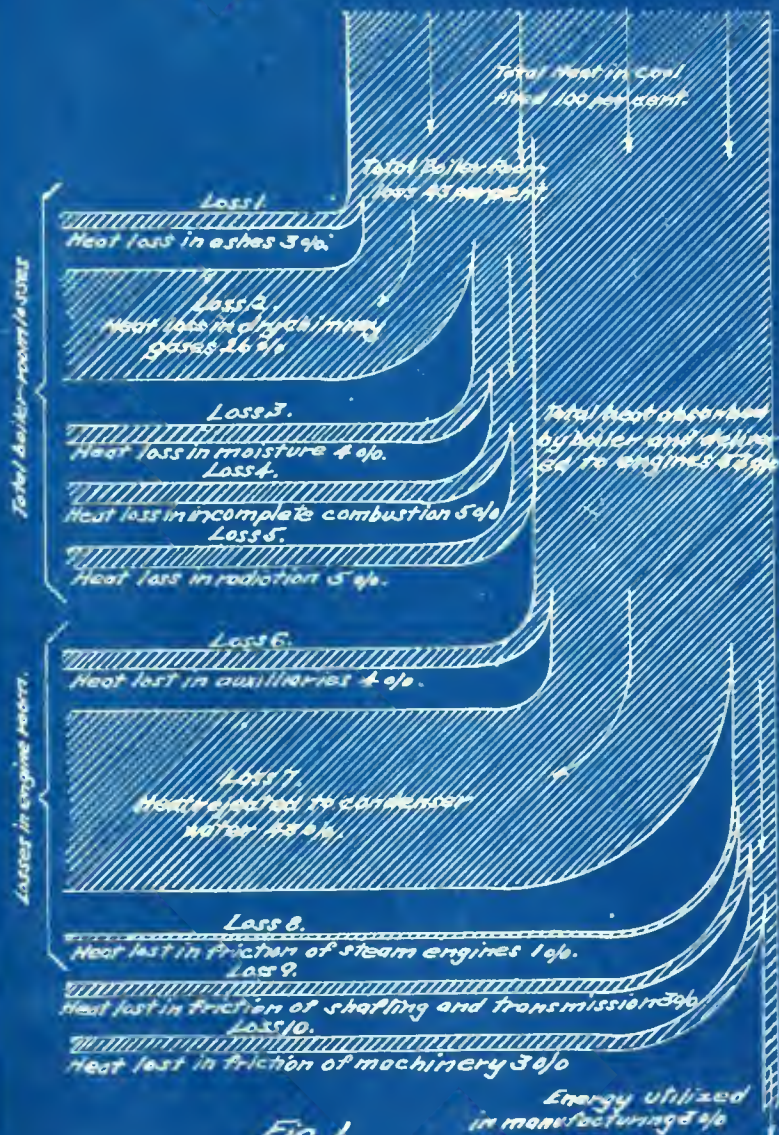 Total Heat in Coal
Fired 100 per cent.
Total Boiler Room
loss 43 per cent
Loss 1.
Heat loss in ashes 3%.
Loss 2.
Heat loss in dry chimney
gases 26%
Loss 3.
Heat loss in moisture 4%.
Loss 4.
Heat loss in incomplete combustion 5%
Loss 5.
Heat loss in radiation 5%.
Total boiler room losses
Total heat absorbed
by boiler and
ed to engines 57%
Loss 6.
Heat lost in auxilliaries 4%.
Loss 7.
Heat rejected to condenser
water 43%.
Loss 8.
Heat lost in friction of steam engines 1%.
Losses in engine room.
Loss 9.
Heat lost in friction of shafting and transmission 3%
Loss 10.
Heat lost in friction of machinery 3%
Energy utilized
in manufacturing 3%
Fig. 1